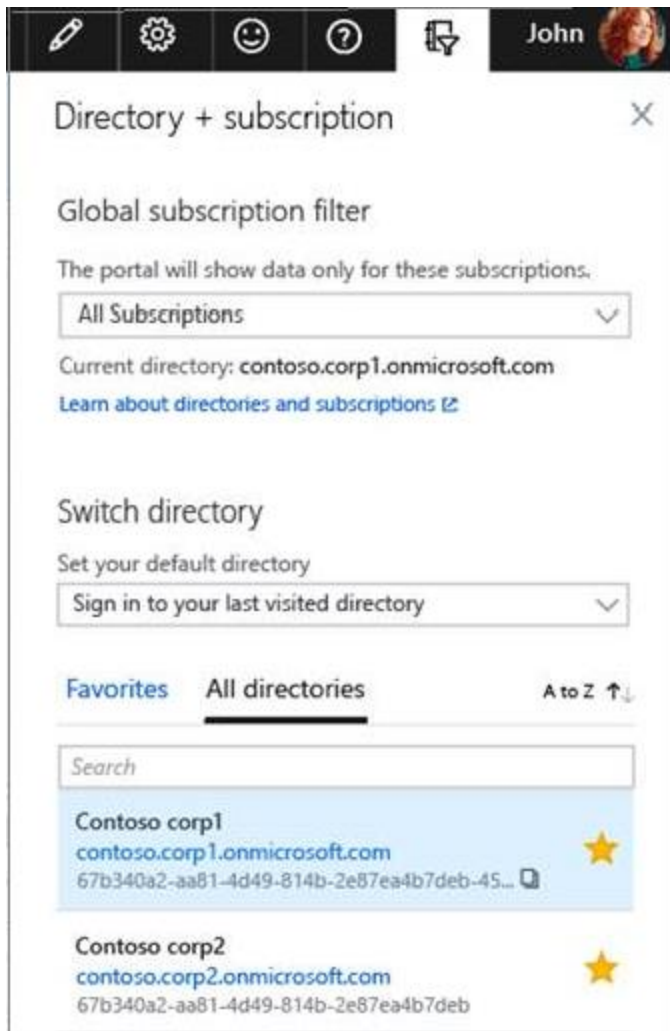 John
Directory + subscription
Global subscription filter
The portal will show data only for these subscriptions.
All Subscriptions
Current directory: contoso.corp1.onmicrosoft.com
Learn about directories and subscriptions
Switch directory
Set your default directory
Sign in to your last visited directory
Favorites All directories A to Z
Search
Contoso corp1
contoso.corp1.onmicrosoft.com
67b340a2-aa81-4d49-814b-2e87ea4b7deb-45...
Contoso corp2
contoso.corp2.onmicrosoft.com
67b340a2-aa81-4d49-814b-2e87ea4b7deb